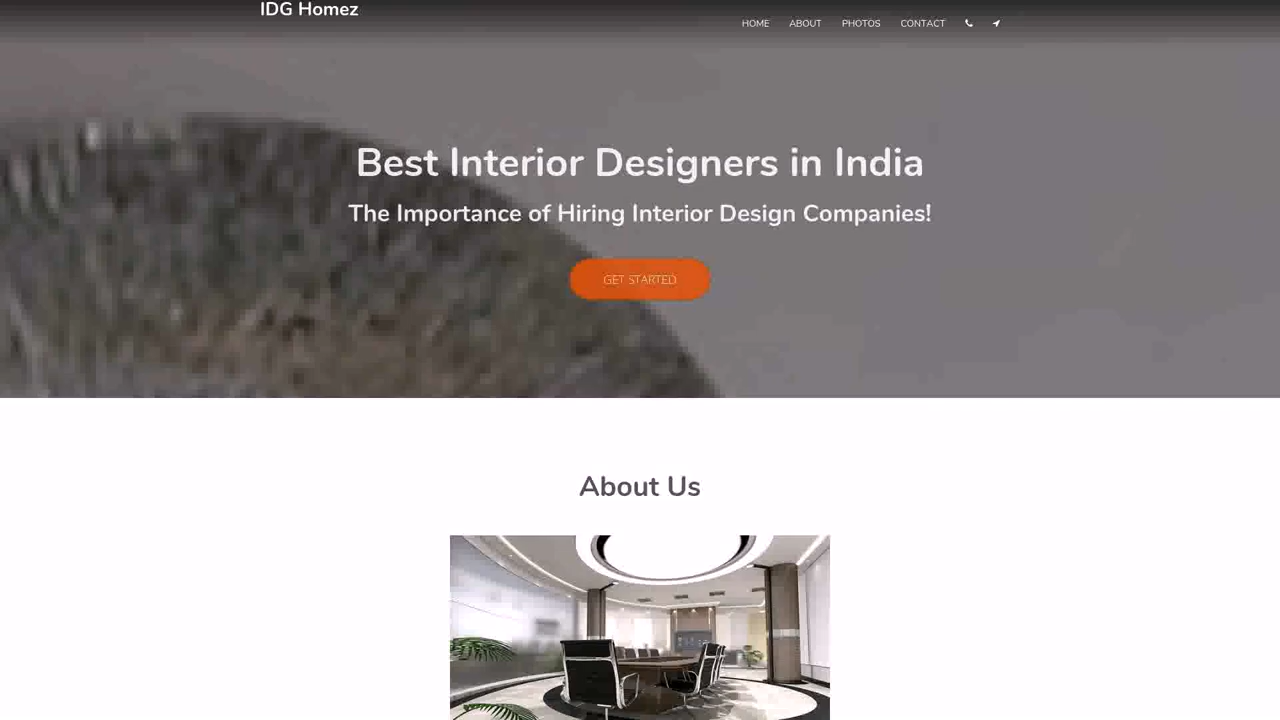 IDG Homez
HOME ABOUT PHOTOS CONTACT
Best Interior Designers in India
The Importance of Hiring Interior Design Companies!
GET STARTED
About Us